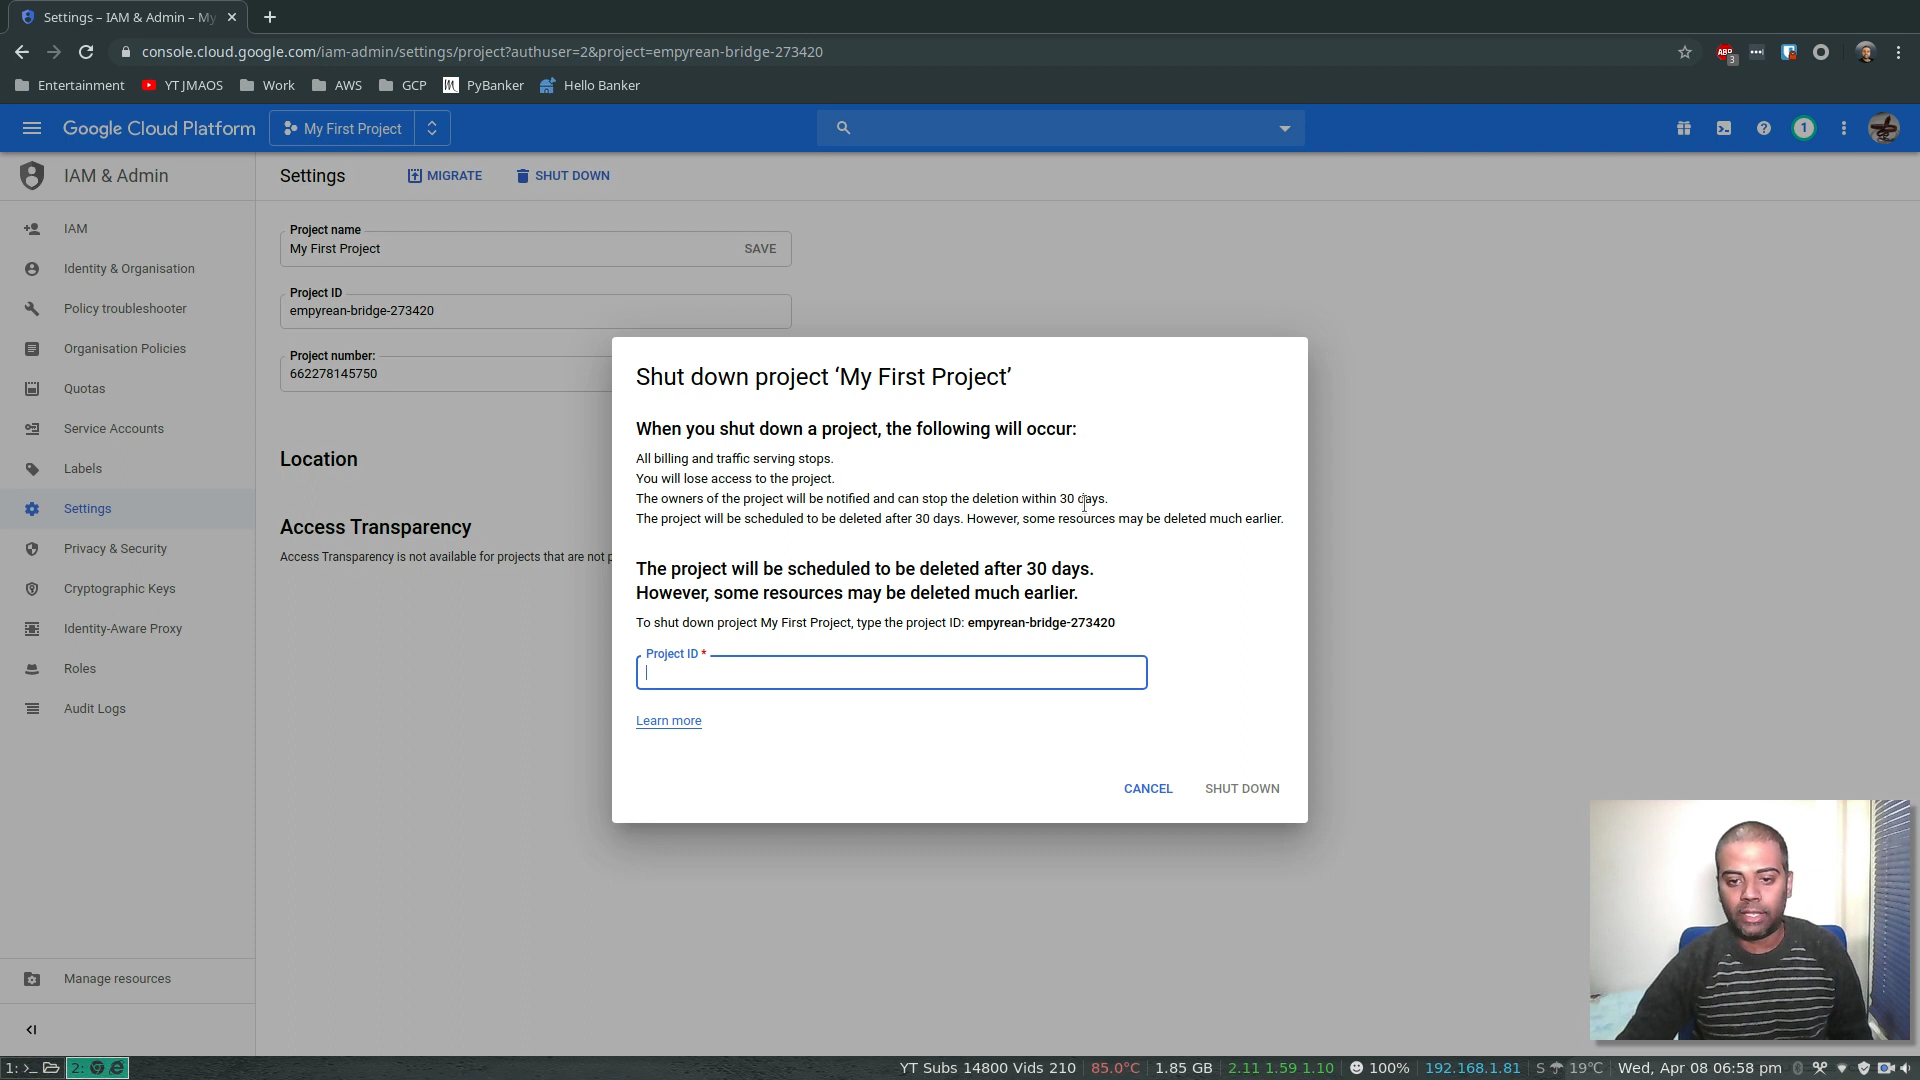 Settings – IAM & Admin – My
console.cloud.google.com/iam-admin/settings/project?authuser=2&project=empyrean-bridge-273420
ABP
3
Entertainment
YT JMAOS
Work
AWS
GCP
PyBanker
Hello Banker
Google Cloud Platform
My First Project
1
IAM & Admin
Settings
MIGRATE
SHUT DOWN
IAM
Identity & Organisation
Policy troubleshooter
Organisation Policies
Quotas
Service Accounts
Labels
Settings
Privacy & Security
Cryptographic Keys
Identity-Aware Proxy
Roles
Audit Logs
Manage resources
Project name
My First Project
SAVE
Project ID
empyrean-bridge-273420
Project number:
662278145750
Location
Access Transparency
Access Transparency is not available for projects that are not p
Shut down project ‘My First Project’
When you shut down a project, the following will occur:
All billing and traffic serving stops.
You will lose access to the project.
The owners of the project will be notified and can stop the deletion within 30 days.
The project will be scheduled to be deleted after 30 days. However, some resources may be deleted much earlier.
The project will be scheduled to be deleted after 30 days.
However, some resources may be deleted much earlier.
To shut down project My First Project, type the project ID: empyrean-bridge-273420
Project ID *
Learn more
CANCEL
SHUT DOWN
1:
2:
YT Subs 14800 Vids 210
85.0°C
1.85 GB
2.11 1.59 1.10
100%
192.168.1.81
S
19°C
Wed, Apr 08 06:58 pm